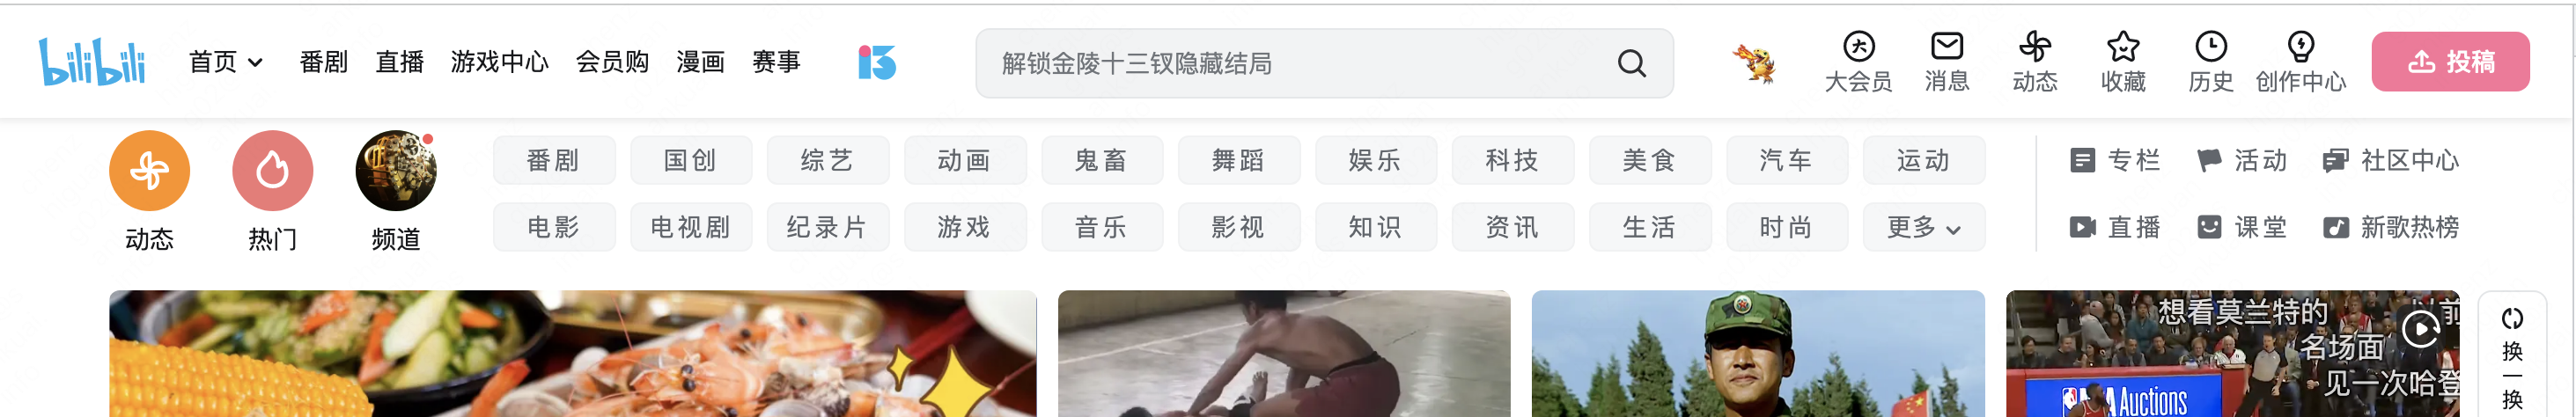 bilibili 首页 番剧 直播 游戏中心 会员购 漫画 赛事 13 解锁金陵十三钗隐藏结局 大会员 消息 动态 收藏 历史 创作中心 投稿
动态 热门 频道
番剧 国创 综艺 动画 鬼畜 舞蹈 娱乐 科技 美食 汽车 运动
电影 电视剧 纪录片 游戏 音乐 影视 知识 资讯 生活 时尚 更多
专栏 活动 社区中心
直播 课堂 新歌热榜
想看莫兰特的
以前
名场面
见一次哈登
NBA Auctions
换一换